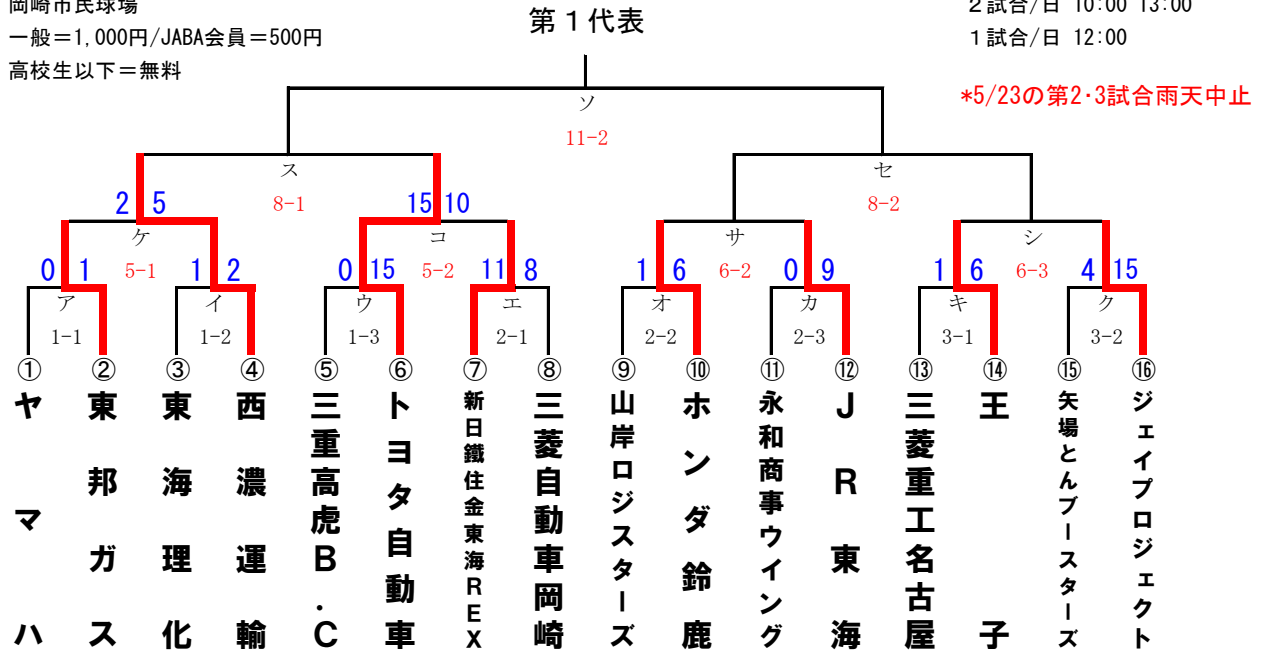 岡崎市民球場
一般＝1,000円/JABA会員＝500円
高校生以下＝無料
第１代表
２試合/日 10:00 13:00
１試合/日 12:00
*5/23の第2･3試合雨天中止
ソ
11-2
ス
8-1
セ
8-2
2 5
15 10
ケ
5-1
コ
5-2
サ
6-2
シ
6-3
0 1
1 2
0 15
11 8
1 6
0 9
1 6
4 15
ア
1-1
イ
1-2
ウ
1-3
エ
2-1
オ
2-2
カ
2-3
キ
3-1
ク
3-2
①
ヤマハ
②
東邦ガス
③
東海理化
④
西濃運輸
⑤
三重高虎B.C
⑥
トヨタ自動車
⑦
新日鐵住金東海REX
⑧
三菱自動車岡崎
⑨
山岸ロジスターズ
⑩
ホンダ鈴鹿
⑪
永和商事ウイング
⑫
JR東海
⑬
三菱重工名古屋
⑭
王子
⑮
矢場とんブースターズ
⑯
ジェイプロジェクト